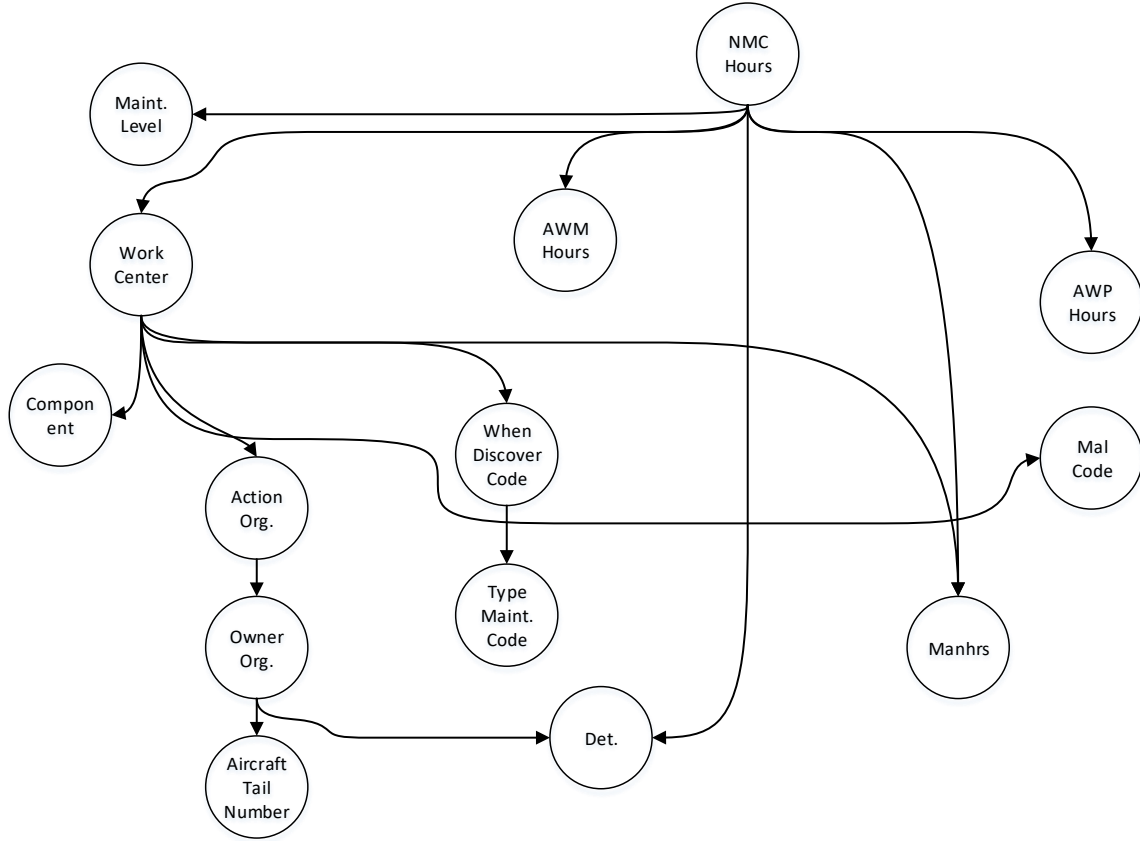 NMC
Hours
Maint.
Level
AWM
Hours
Work
Center
AWP
Hours
Compon
ent
When
Discover
Code
Mal
Code
Action
Org.
Type
Maint.
Code
Owner
Org.
Manhrs
Det.
Aircraft
Tail
Number